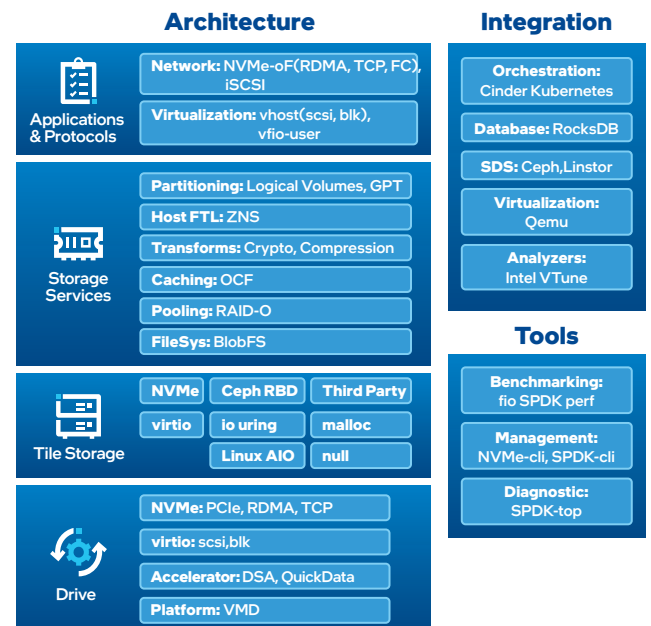 Architecture
Applications
& Protocols
Network: NVMe-oF(RDMA, TCP, FC),
iSCSI
Virtualization: vhost(scsi, blk),
vfio-user
Storage
Services
Partitioning: Logical Volumes, GPT
Host FTL: ZNS
Transforms: Crypto, Compression
Caching: OCF
Pooling: RAID-O
FileSys: BlobFS
Tile Storage
NVMe Ceph RBD Third Party
virtio io uring malloc
Linux AIO null
Drive
NVMe: PCIe, RDMA, TCP
virtio: scsi,blk
Accelerator: DSA, QuickData
Platform: VMD
Integration
Orchestration:
Cinder Kubernetes
Database: RocksDB
SDS: Ceph,Linstor
Virtualization:
Qemu
Analyzers:
Intel VTune
Tools
Benchmarking:
fio SPDK perf
Management:
NVMe-cli, SPDK-cli
Diagnostic:
SPDK-top